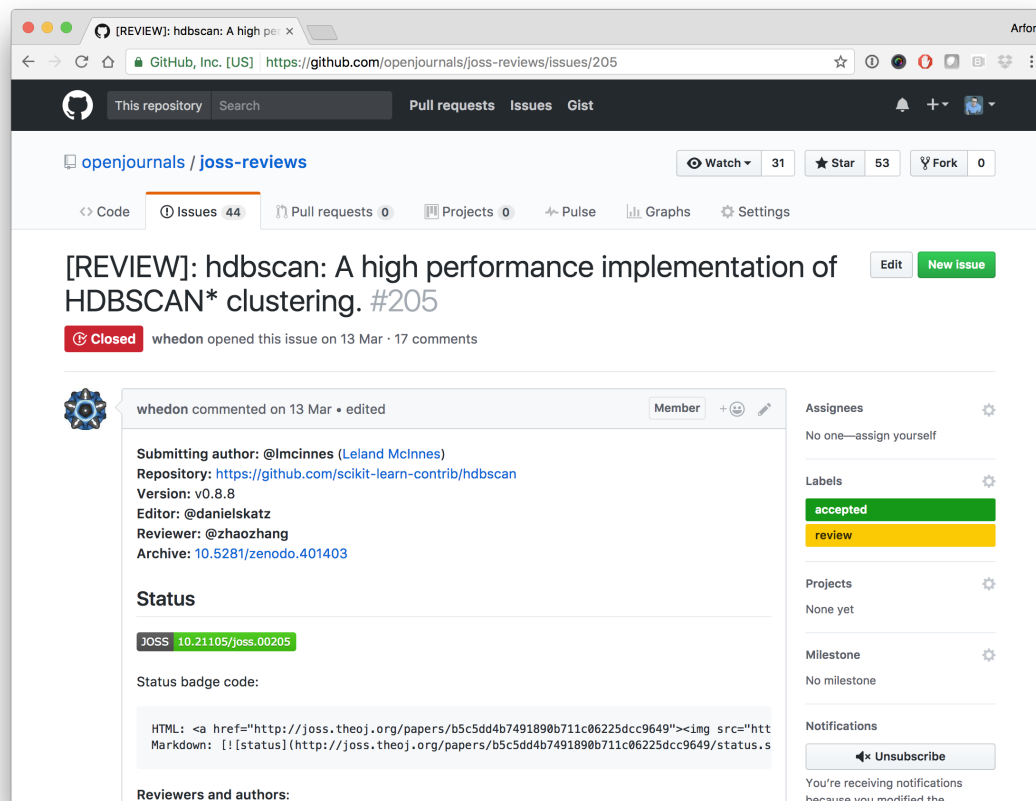 [REVIEW]: hdbscan: A high pe
Arfor
GitHub, Inc. [US] https://github.com/openjournals/joss-reviews/issues/205
This repository Search Pull requests Issues Gist
openjournals / joss-reviews
Watch 31 Star 53 Fork 0
Code Issues 44 Pull requests 0 Projects 0 Pulse Graphs Settings
[REVIEW]: hdbscan: A high performance implementation of
HDBSCAN* clustering. #205
Edit New issue
Closed whedon opened this issue on 13 Mar · 17 comments
whedon commented on 13 Mar • edited Member
Submitting author: @lmcinnes (Leland McInnes)
Repository: https://github.com/scikit-learn-contrib/hdbscan
Version: v0.8.8
Editor: @danielskatz
Reviewer: @zhaozhang
Archive: 10.5281/zenodo.401403
Status
JOSS 10.21105/joss.00205
Status badge code:
HTML: <a href="http://joss.theoj.org/papers/b5c5dd4b7491890b711c06225dcc9649"><img src="htt
Markdown: [![status](http://joss.theoj.org/papers/b5c5dd4b7491890b711c06225dcc9649/status.s
Reviewers and authors:
Assignees
No one—assign yourself
Labels
accepted
review
Projects
None yet
Milestone
No milestone
Notifications
Unsubscribe
You're receiving notifications
because you modified the